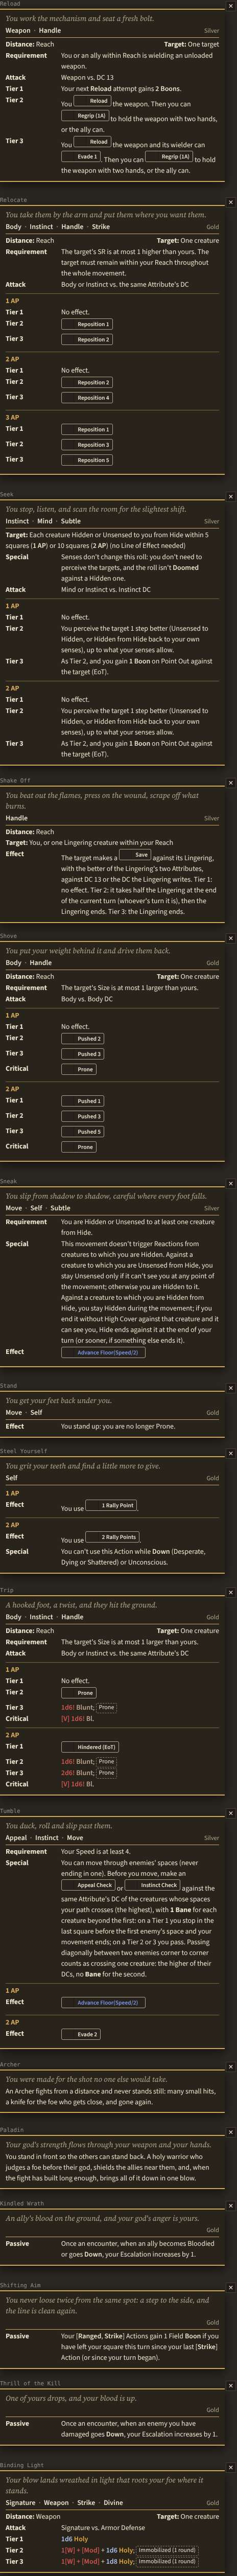 Reload
You work the mechanism and seat a fresh bolt.
Weapon · Handle Silver
Distance: Reach Target: One target
Requirement You or an ally within Reach is wielding an unloaded
weapon.
Attack Weapon vs. DC 13
Tier 1 Your next Reload attempt gains 2 Boons.
Tier 2 You Reload the weapon. Then you can
Regrip (1A) to hold the weapon with two hands,
or the ally can.
Tier 3 You Reload the weapon and its wielder can
Evade 1. Then you can Regrip (1A) to hold
the weapon with two hands, or the ally can.
Relocate
You take them by the arm and put them where you want them.
Body · Instinct · Handle · Strike Gold
Distance: Reach Target: One creature
Requirement The target's SR is at most 1 higher than yours. The
target must remain within your Reach throughout
the whole movement.
Attack Body or Instinct vs. the same Attribute's DC
1 AP
Tier 1 No effect.
Tier 2 Reposition 1
Tier 3 Reposition 2
2 AP
Tier 1 No effect.
Tier 2 Reposition 2
Tier 3 Reposition 4
3 AP
Tier 1 Reposition 1
Tier 2 Reposition 3
Tier 3 Reposition 5
Seek
You stop, listen, and scan the room for the slightest shift.
Instinct · Mind · Subtle Silver
Target: Each creature Hidden or Unsensed to you from Hide within 5
squares (1 AP) or 10 squares (2 AP) (no Line of Effect needed)
Special Senses don't change this roll: you don't need to
perceive the targets, and the roll isn't Doomed
against a Hidden one.
Attack Mind or Instinct vs. Instinct DC
1 AP
Tier 1 No effect.
Tier 2 You perceive the target 1 step better (Unsensed to
Hidden, or Hidden from Hide back to your own
senses), up to what your senses allow.
Tier 3 As Tier 2, and you gain 1 Boon on Point Out against
the target (EoT).
2 AP
Tier 1 No effect.
Tier 2 You perceive the target 1 step better (Unsensed to
Hidden, or Hidden from Hide back to your own
senses), up to what your senses allow.
Tier 3 As Tier 2, and you gain 1 Boon on Point Out against
the target (EoT).
Shake Off
You beat out the flames, press on the wound, scrape off what
burns.
Handle Silver
Distance: Reach
Target: You, or one Lingering creature within your Reach
Effect The target makes a Save against its Lingering,
with the better of the Lingering's two Attributes,
against DC 13 or the DC the Lingering writes. Tier 1:
no effect. Tier 2: it takes half the Lingering at the end
of the current turn (whoever's turn it is), then the
Lingering ends. Tier 3: the Lingering ends.
Shove
You put your weight behind it and drive them back.
Body · Handle Gold
Distance: Reach Target: One creature
Requirement The target's Size is at most 1 larger than yours.
Attack Body vs. Body DC
1 AP
Tier 1 No effect.
Tier 2 Pushed 2
Tier 3 Pushed 3
Critical Prone
2 AP
Tier 1 Pushed 1
Tier 2 Pushed 3
Tier 3 Pushed 5
Critical Prone
Sneak
You slip from shadow to shadow, careful where every foot falls.
Move · Self · Subtle Gold
Requirement You are Hidden or Unsensed to at least one creature
from Hide.
Special This movement doesn't trigger Reactions from
creatures to which you are Hidden. Against a
creature to which you are Unsensed from Hide, you
stay Unsensed only if it can't see you at any point of
the movement; otherwise you are Hidden to it.
Against a creature to which you are Hidden from
Hide, you stay Hidden during the movement; if you
end it without High Cover against that creature and it
can see you, Hide ends against it at the end of your
turn (or sooner, if something else ends it).
Effect Advance Floor(Speed/2)
Stand
You get your feet back under you.
Move · Self Gold
Effect You stand up: you are no longer Prone.
Steel Yourself
You grit your teeth and find a little more to give.
Self Gold
1 AP
Effect You use 1 Rally Point
2 AP
Effect You use 2 Rally Points
Special You can't use this Action while Down (Desperate,
Dying or Shattered) or Unconscious.
Trip
A hooked foot, a twist, and they hit the ground.
Body · Instinct · Handle Gold
Distance: Reach Target: One creature
Requirement The target's Size is at most 1 larger than yours.
Attack Body or Instinct vs. the same Attribute's DC
1 AP
Tier 1 No effect.
Tier 2 Prone
Tier 3 1d6! Blunt; Prone
Critical [V] 1d6! Bl.
2 AP
Tier 1 Hindered (EoT)
Tier 2 1d6! Blunt; Prone
Tier 3 2d6! Blunt; Prone
Critical [V] 1d6! Bl.
Tumble
You duck, roll and slip past them.
Appeal · Instinct · Move Silver
Requirement Your Speed is at least 4.
Special You can move through enemies' spaces (never
ending in one). Before you move, make an
Appeal Check or Instinct Check against the
same Attribute's DC of the creature whose spaces
your path crosses (the highest), with 1 Bane for each
creature beyond the first: on a Tier 1 you stop in the
last square before the first enemy's space and your
movement ends; on a Tier 2 or 3 you pass. Passing
diagonally between two enemies corner to corner
counts as crossing one creature: the higher of their
DCs, no Bane for the second.
1 AP
Effect Advance Floor(Speed/2)
2 AP
Effect Evade 2
Archer
You were made for the shot no one else would take.
An Archer fights from a distance and never stands still: many small hits,
a knife for the foe who gets close, and gone again.
Paladin
Your god's strength flows through your weapon and your hands.
You stand in front so the others can stand back. A holy warrior who
judges a foe before their god, shields the allies nearest them, and, when
the fight has built long enough, brings all of it down in one blow.
Kindled Wrath
An ally's blood on the ground, and your god's anger is yours.
Gold
Passive Once an encounter, when an ally becomes Bloodied
or goes Down, your Escalation increases by 1.
Shifting Aim
You never loose twice from the same spot: a step to the side, and
the line is clean again.
Gold
Passive Your [Ranged, Strike] Actions gain 1 Field Boon if you
have left your square this turn since your last [Strike]
Action (or since your turn began).
Thrill of the Kill
One of yours drops, and your blood is up.
Gold
Passive Once an encounter, when an enemy you have
damaged goes Down, your Escalation increases by 1.
Binding Light
Your blow lands wreathed in light that roots your foe where it
stands.
Signature · Weapon · Strike · Divine Gold
Distance: Weapon Target: One creature
Attack Signature vs. Armor Defense
Tier 1 1d6 Holy
Tier 2 1[W] + [Mod] + 1d6 Holy; Immobilized (1 round)
Tier 3 1[W] + [Mod] + 1d8 Holy; Immobilized (1 round)